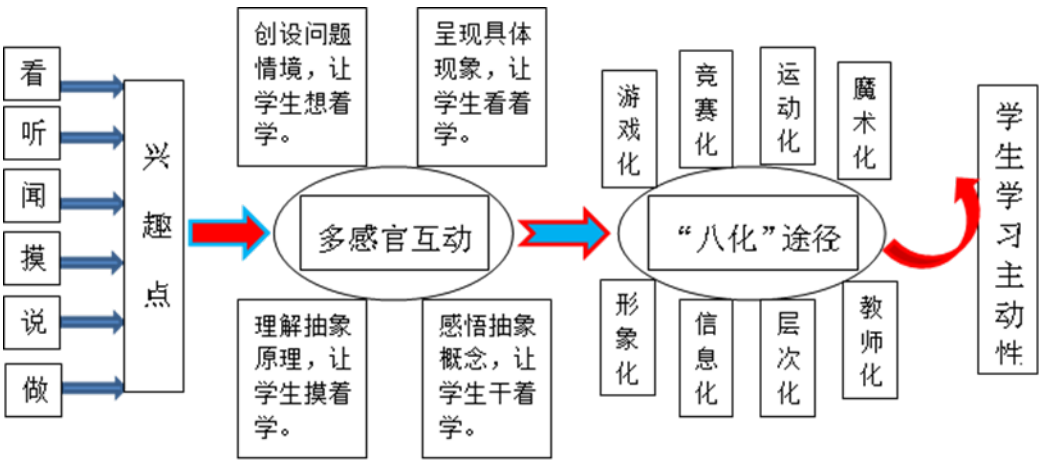 看
听
闻
摸
说
做
兴
趣
点
创设问题
情境，让
学生想着
学。
呈现具体
现象，让
学生看着
学。
多感官互动
理解抽象
原理，让
学生摸着
学。
感悟抽象
概念，让
学生干着
学。
游
戏
化
竞
赛
化
运
动
化
魔
术
化
“八化”途径
形
象
化
信
息
化
层
次
化
教
师
化
学
生
学
习
主
动
性